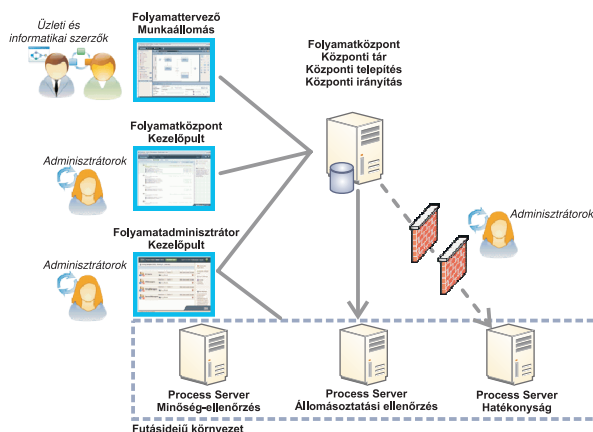 Üzleti és
informatikai szerzők
Folyamattervező
Munkaállomás
Folyamatközpont
Központi tár
Központi telepítés
Központi irányítás
Folyamatközpont
Kezelőpult
Adminisztrátorok
Adminisztrátorok
Folyamatadminisztrátor
Kezelőpult
Adminisztrátorok
Process Server
Minőség-ellenőrzés
Process Server
Állomásoztatási ellenőrzés
Process Server
Hatékonyság
Futásidejű környezet